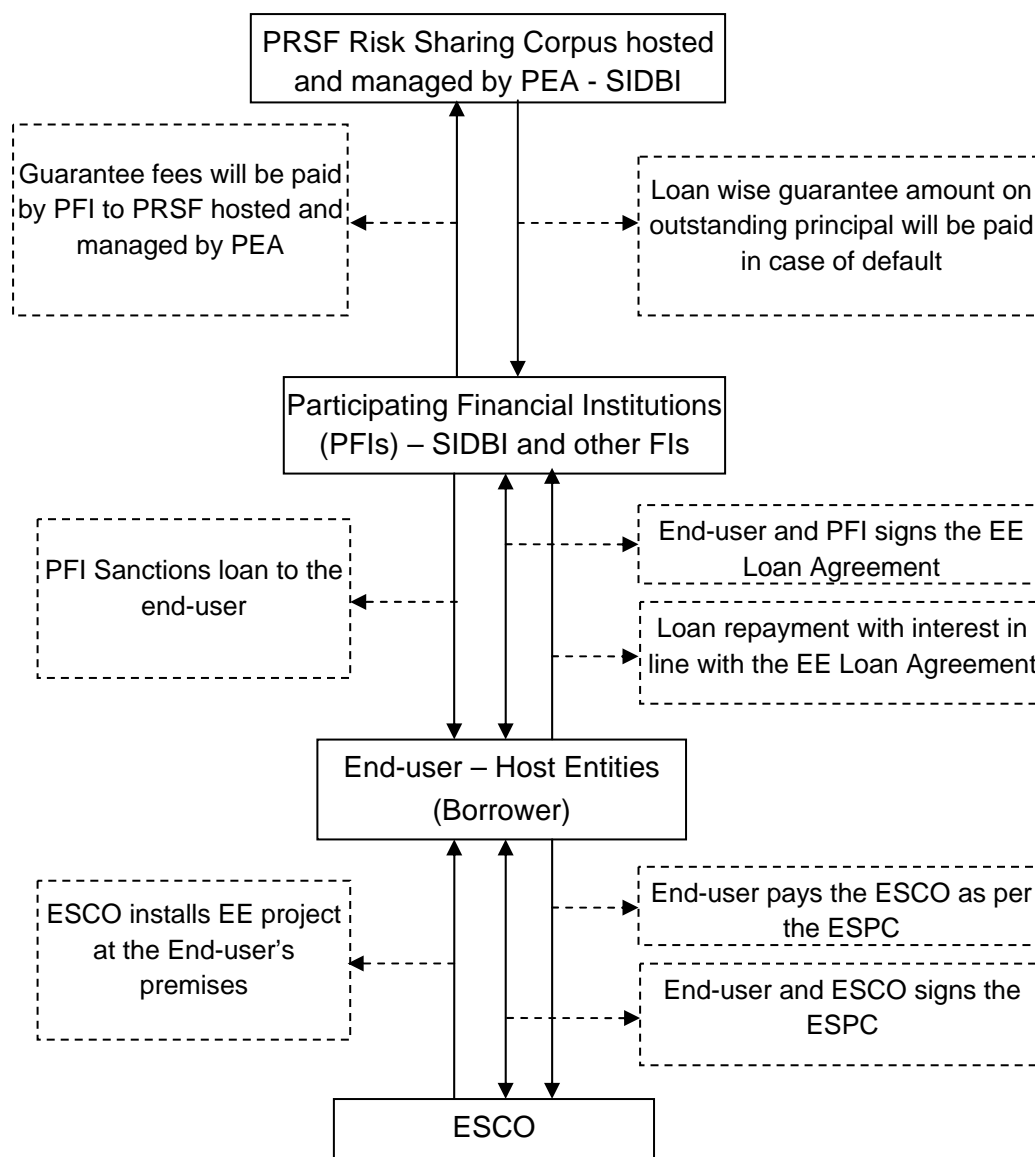 PRSF Risk Sharing Corpus hosted
and managed by PEA - SIDBI
Guarantee fees will be paid
by PFI to PRSF hosted and
managed by PEA
Loan wise guarantee amount on
outstanding principal will be paid
in case of default
Participating Financial Institutions
(PFIs) – SIDBI and other FIs
PFI Sanctions loan to the
end-user
End-user and PFI signs the EE
Loan Agreement
Loan repayment with interest in
line with the EE Loan Agreement
End-user – Host Entities
(Borrower)
ESCO installs EE project
at the End-user's
premises
End-user pays the ESCO as per
the ESPC
End-user and ESCO signs the
ESPC
ESCO